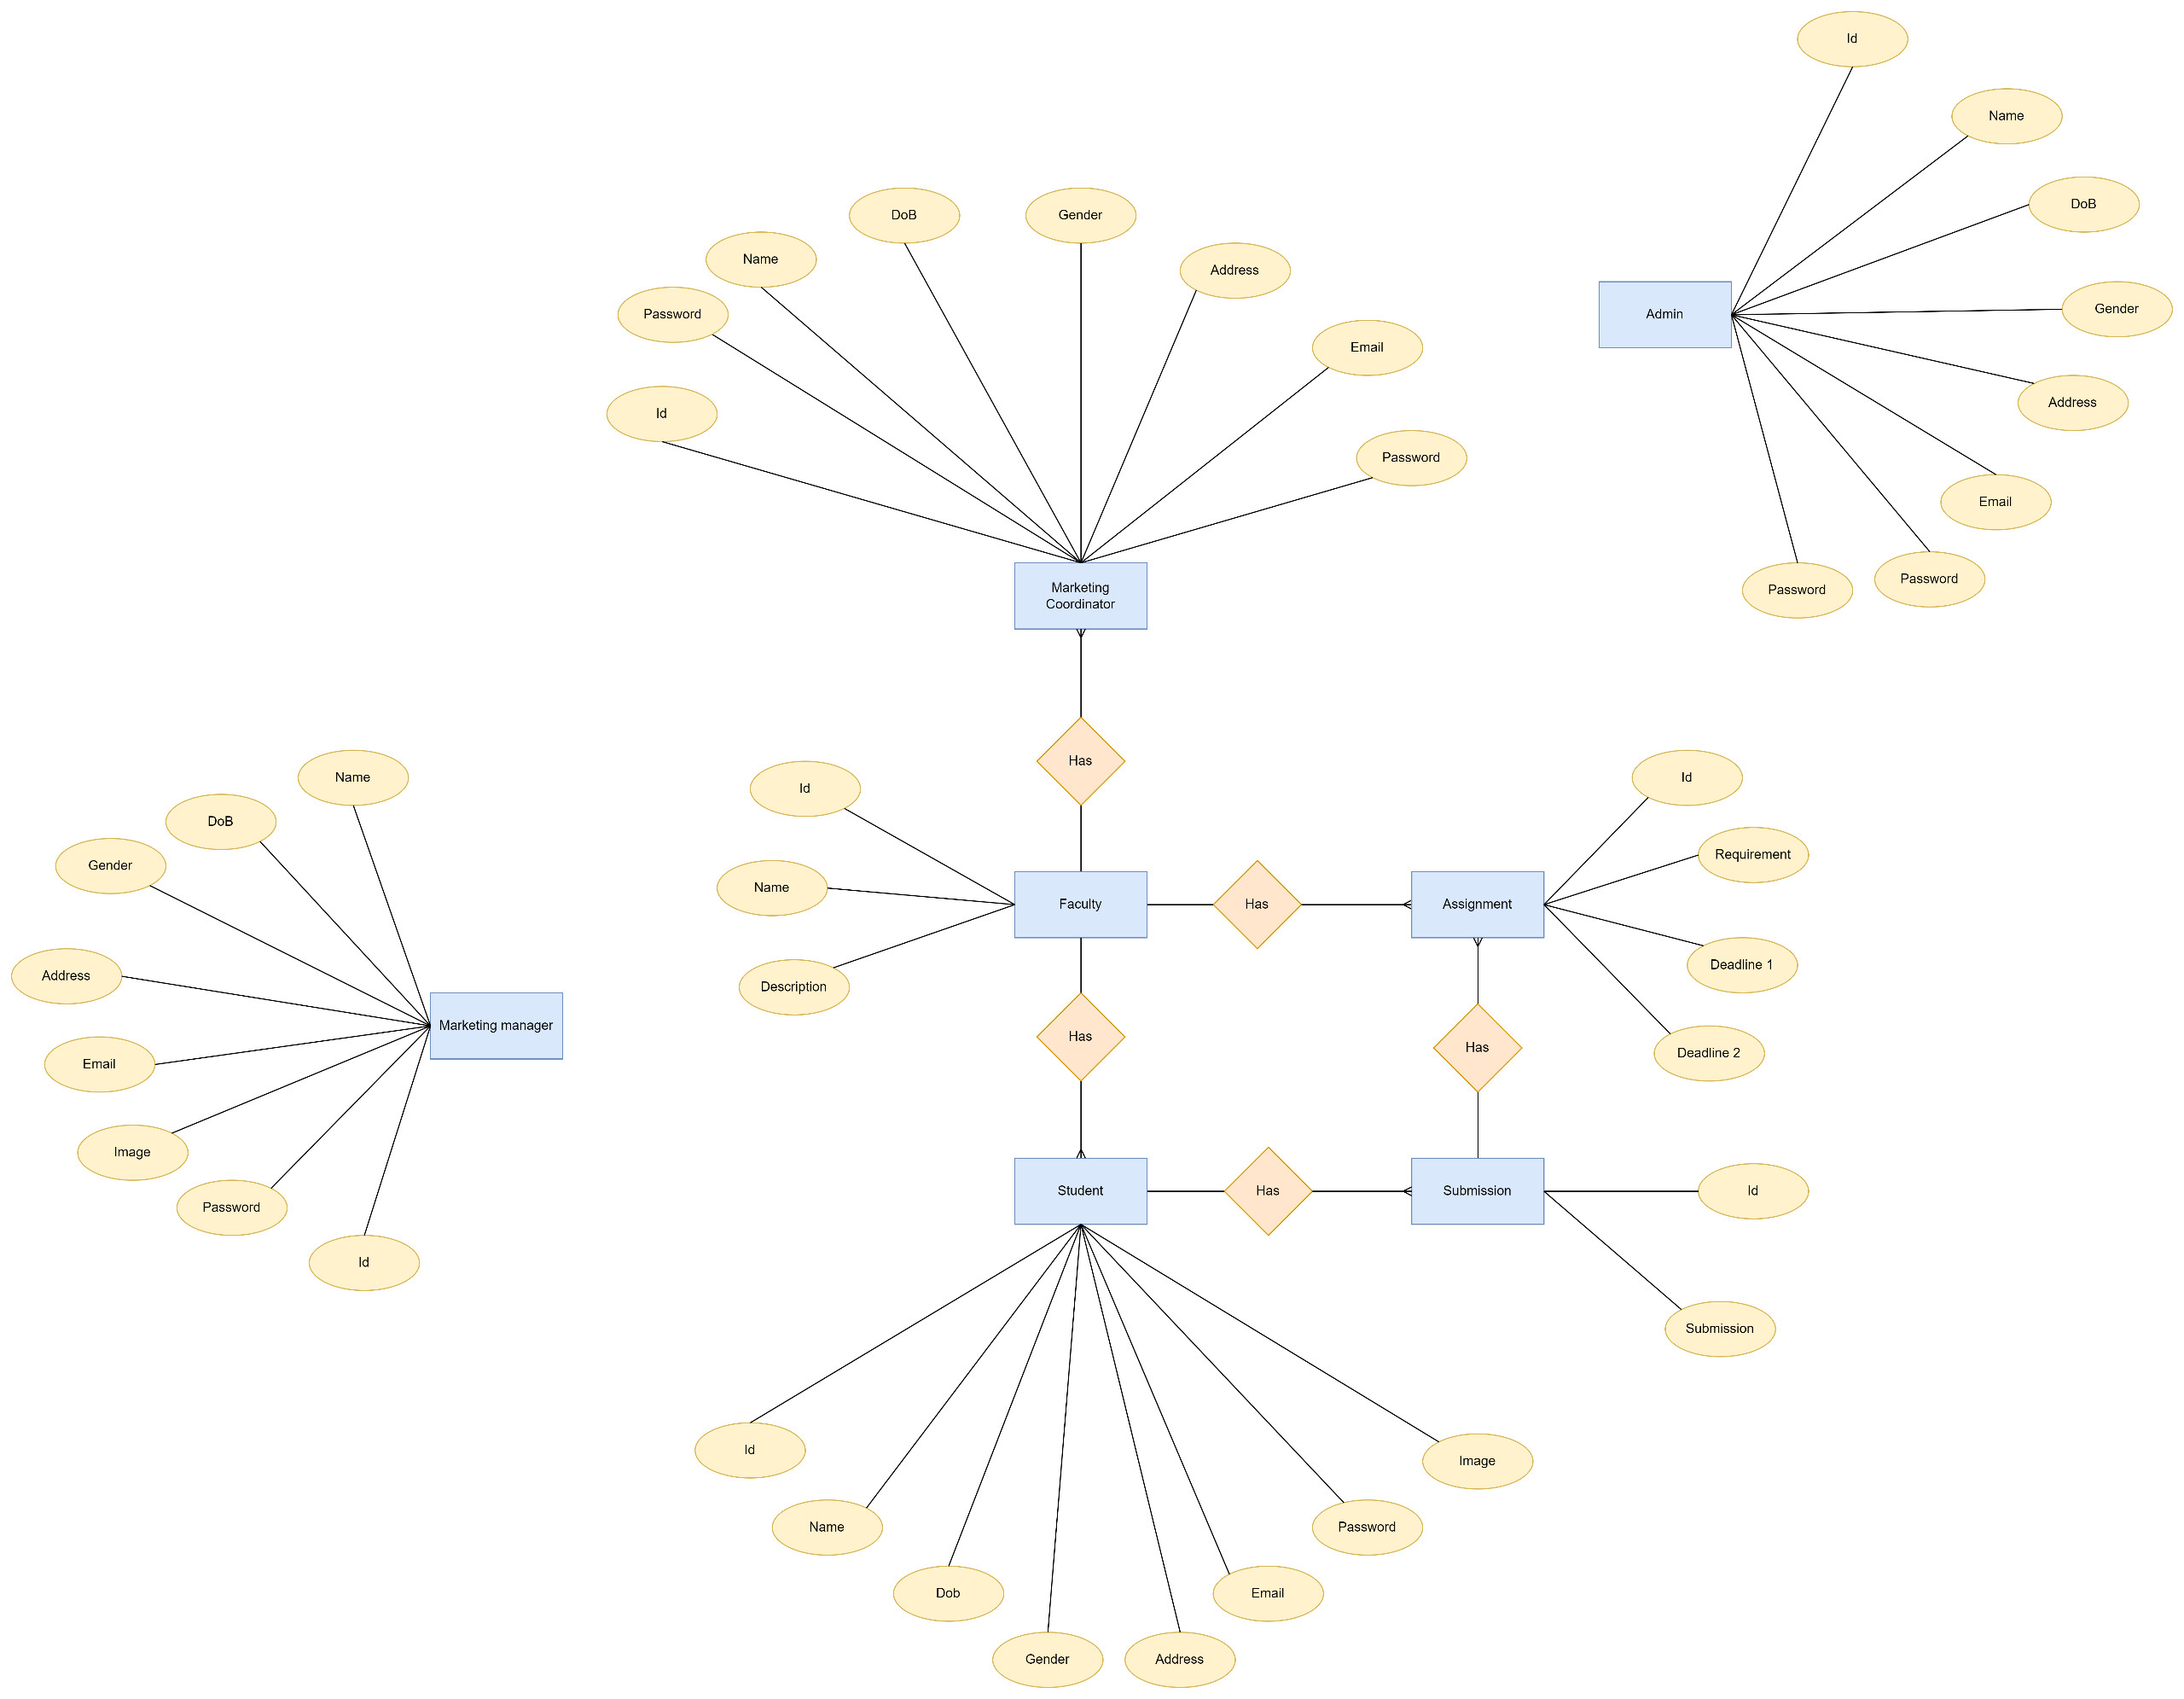 Id
Name
DoB
Gender
Address
Email
Password
Password
Admin
DoB
Gender
Name
Address
Password
Email
Id
Password
Marketing
Coordinator
Has
Name
DoB
Gender
Address
Email
Image
Password
Id
Marketing manager
Id
Name
Description
Faculty
Has
Assignment
Id
Requirement
Deadline 1
Deadline 2
Has
Has
Student
Has
Submission
Id
Submission
Id
Name
Dob
Gender
Address
Email
Password
Image